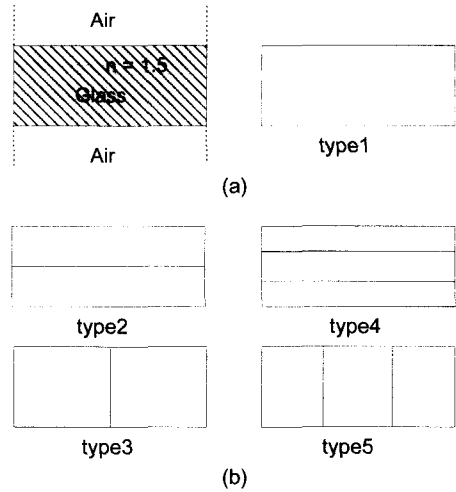 Air
n = 1.5
Glass
Air
type1
(a)
type2
type4
type3
type5
(b)